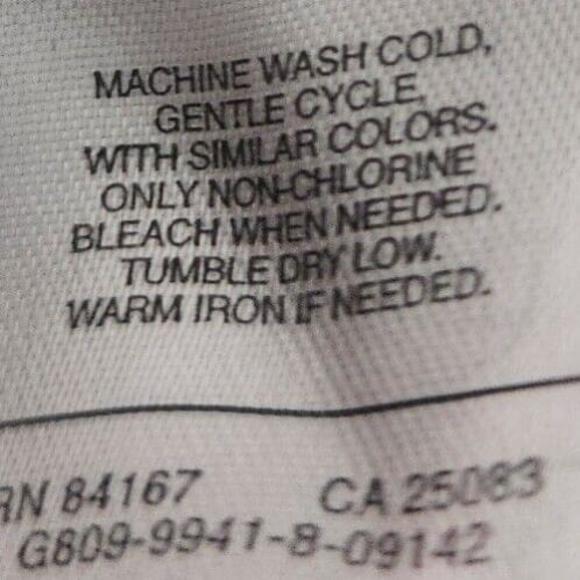 MACHINE WASH COLD,
GENTLE CYCLE,
WITH SIMILAR COLORS.
ONLY NON-CHLORINE
BLEACH WHEN NEEDED.
TUMBLE DRY LOW.
WARM IRON IF NEEDED.
RN 84167 CA 25083
G809-9941-B-09142